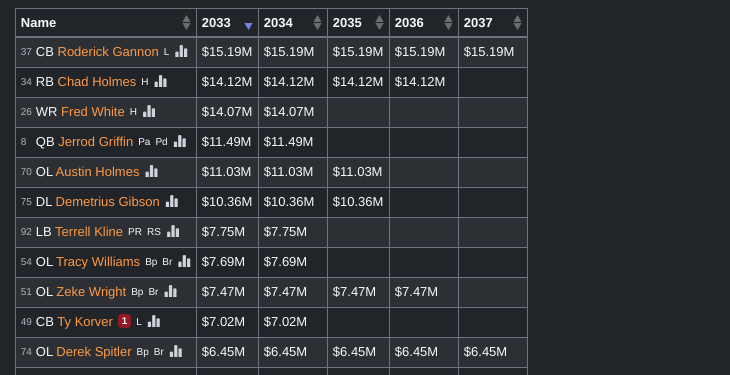 Name 2033 2034 2035 2036 2037
37 CB Roderick Gannon L $15.19M $15.19M $15.19M $15.19M $15.19M
34 RB Chad Holmes H $14.12M $14.12M $14.12M $14.12M
26 WR Fred White H $14.07M $14.07M
8 QB Jerrod Griffin Pa Pd $11.49M $11.49M
70 OL Austin Holmes $11.03M $11.03M $11.03M
75 DL Demetrius Gibson $10.36M $10.36M $10.36M
92 LB Terrell Kline PR RS $7.75M $7.75M
54 OL Tracy Williams Bp Br $7.69M $7.69M
51 OL Zeke Wright Bp Br $7.47M $7.47M $7.47M $7.47M
49 CB Ty Korver 1 L $7.02M $7.02M
74 OL Derek Spitler Bp Br $6.45M $6.45M $6.45M $6.45M $6.45M